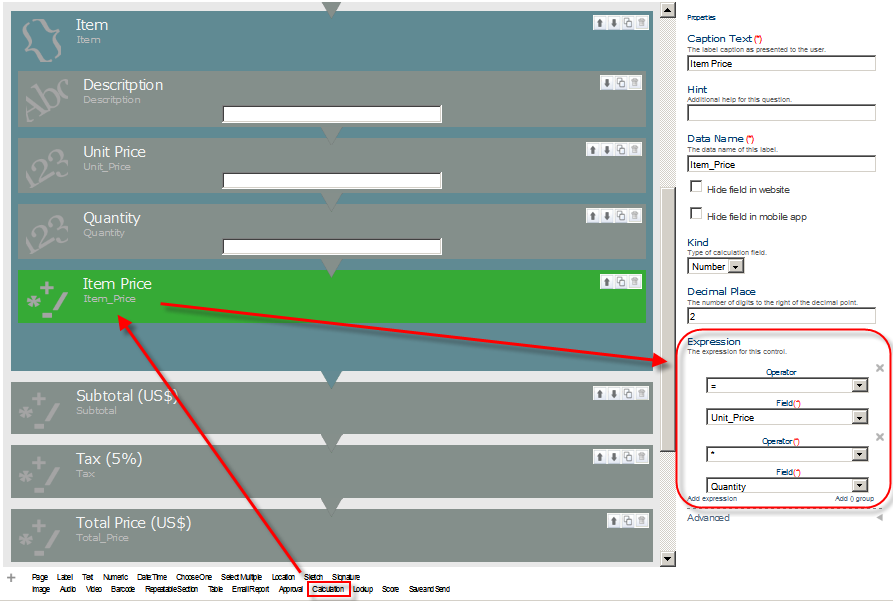 Item
Item
Abc
Descritption
Descritption
123
Unit Price
Unit_Price
123
Quantity
Quantity
Item Price
Item_Price
Subtotal (US$)
Subtotal
Tax (5%)
Tax
Total Price (US$)
Total_Price
Page Label Text Numeric DateTime ChooseOne SelectMultiple Location Sketch Signature
Image Audio Video Barcode RepeatableSection Table EmailReport Approval Calculation Lookup Score SaveandSend
Properties
Caption Text (*)
The label caption as presented to the user.
Item Price
Hint
Additional help for this question.
Data Name (*)
The data name of this label.
Item_Price
Hide field in website
Hide field in mobile app
Kind
Type of calculation field.
Number
Decimal Place
The number of digits to the right of the decimal point.
2
Expression
The expression for this control.
Operator
=
Field(*)
Unit_Price
Operator(*)
*
Field(*)
Quantity
Add expression Add () group
Advanced